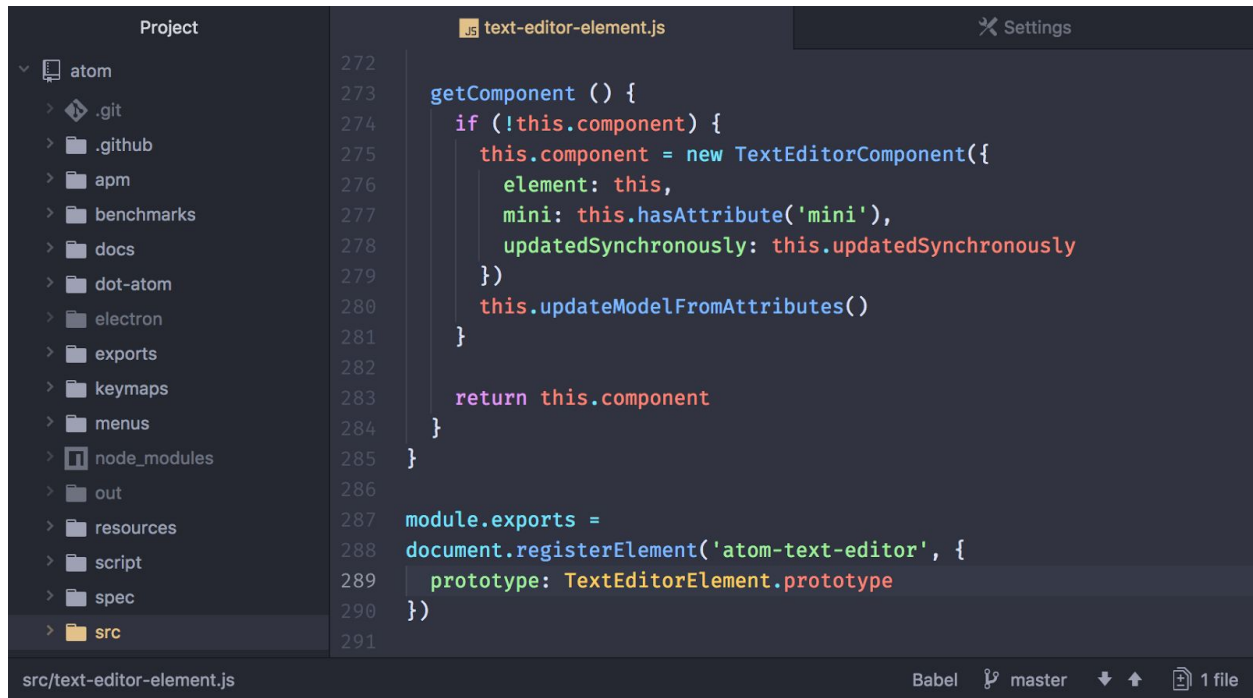 Project
text-editor-element.js
Settings
atom
.git
.github
apm
benchmarks
docs
dot-atom
electron
exports
keymaps
menus
node_modules
out
resources
script
spec
src
272
273 getComponent () {
274 if (!this.component) {
275 this.component = new TextEditorComponent({
276 element: this,
277 mini: this.hasAttribute('mini'),
278 updatedSynchronously: this.updatedSynchronously
279 })
280 this.updateModelFromAttributes()
281 }
282
283 return this.component
284 }
285 }
286
287 module.exports =
288 document.registerElement('atom-text-editor', {
289 prototype: TextEditorElement.prototype
290 })
291
src/text-editor-element.js
Babel
master
1 file